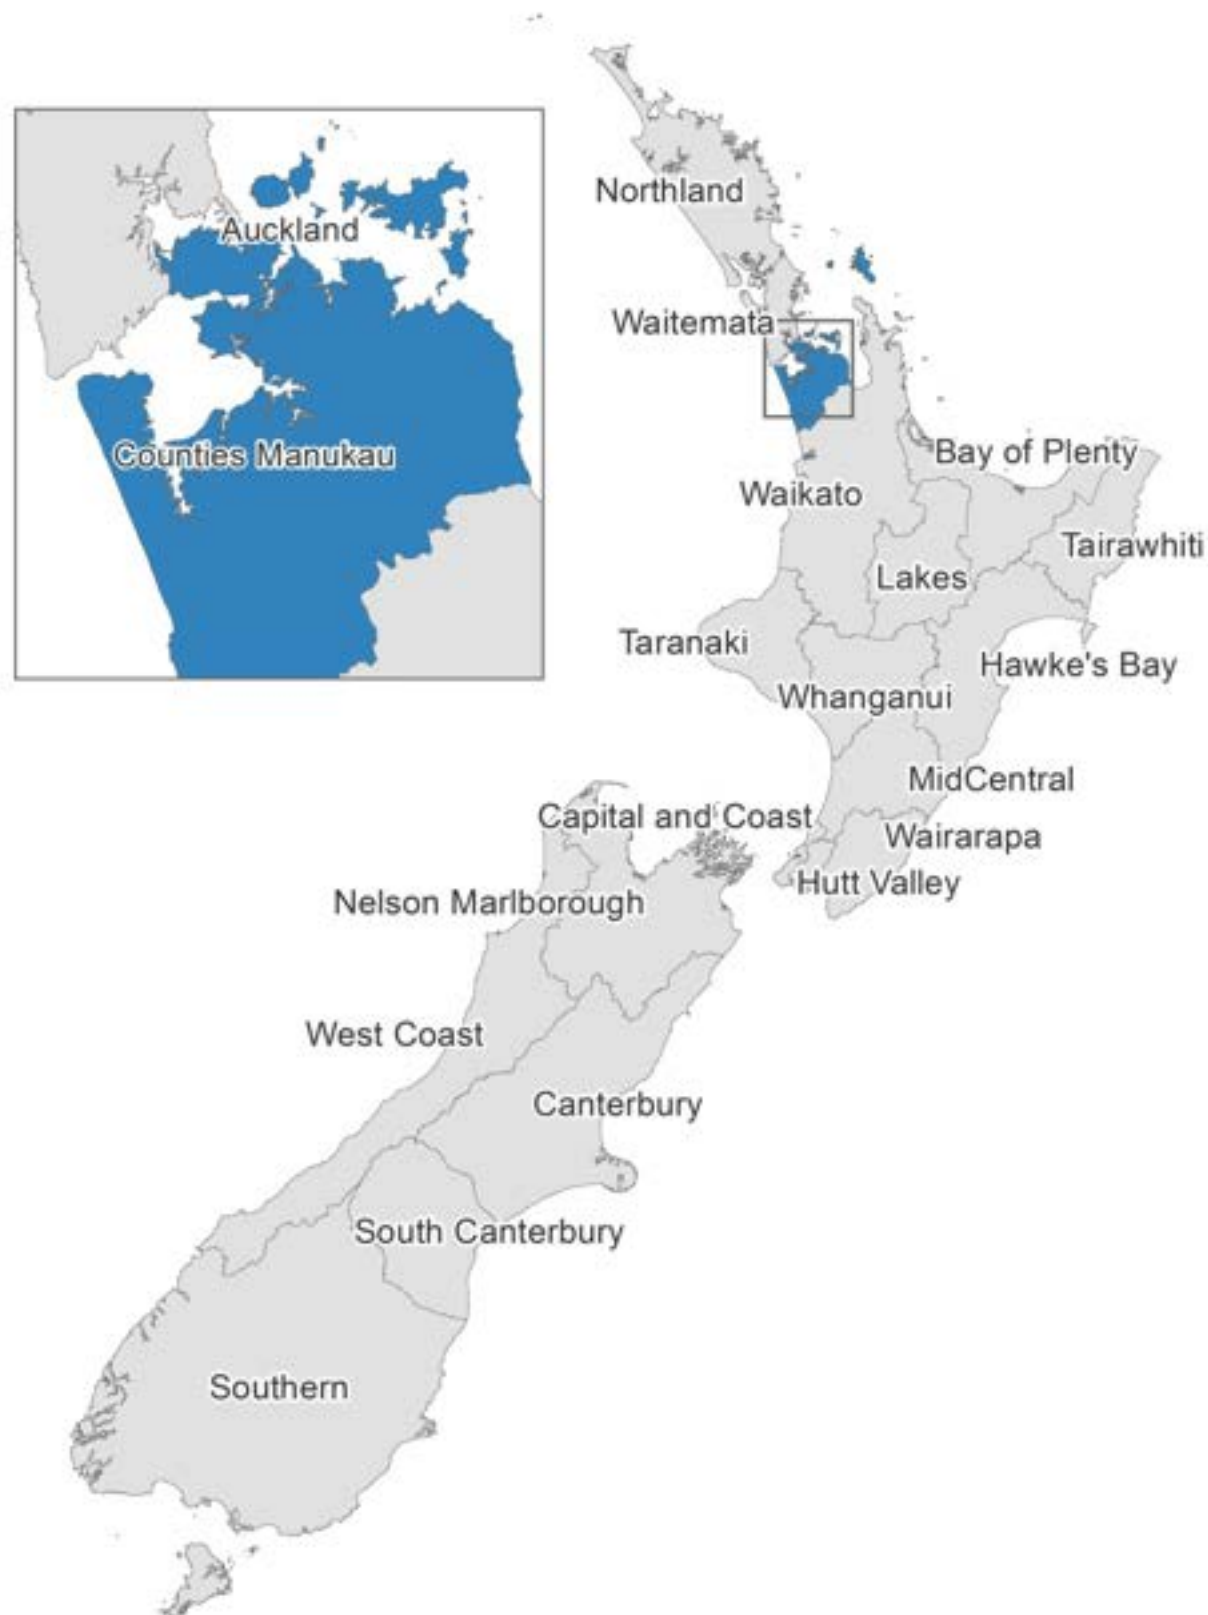 Northland
Auckland
Waitemata
Counties Manukau
Bay of Plenty
Waikato
Tairawhiti
Lakes
Taranaki
Hawke's Bay
Whanganui
MidCentral
Capital and Coast
Wairarapa
Hutt Valley
Nelson Marlborough
West Coast
Canterbury
South Canterbury
Southern